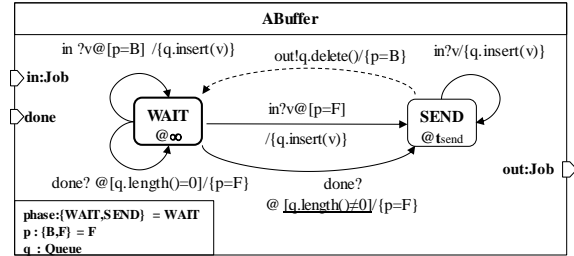 ABuffer
in ?v@[p=B] /{q.insert(v)}
out!q.delete()/{p=B}
in?v/{q.insert(v)}
in:Job
done
WAIT
@∞
in?v@[p=F]
/{q.insert(v)}
SEND
@tsend
out:Job
done? @[q.length()=0]/{p=F}
done?
@ [q.length()≠0]/{p=F}
phase:{WAIT,SEND} = WAIT
p : {B,F} = F
q : Queue